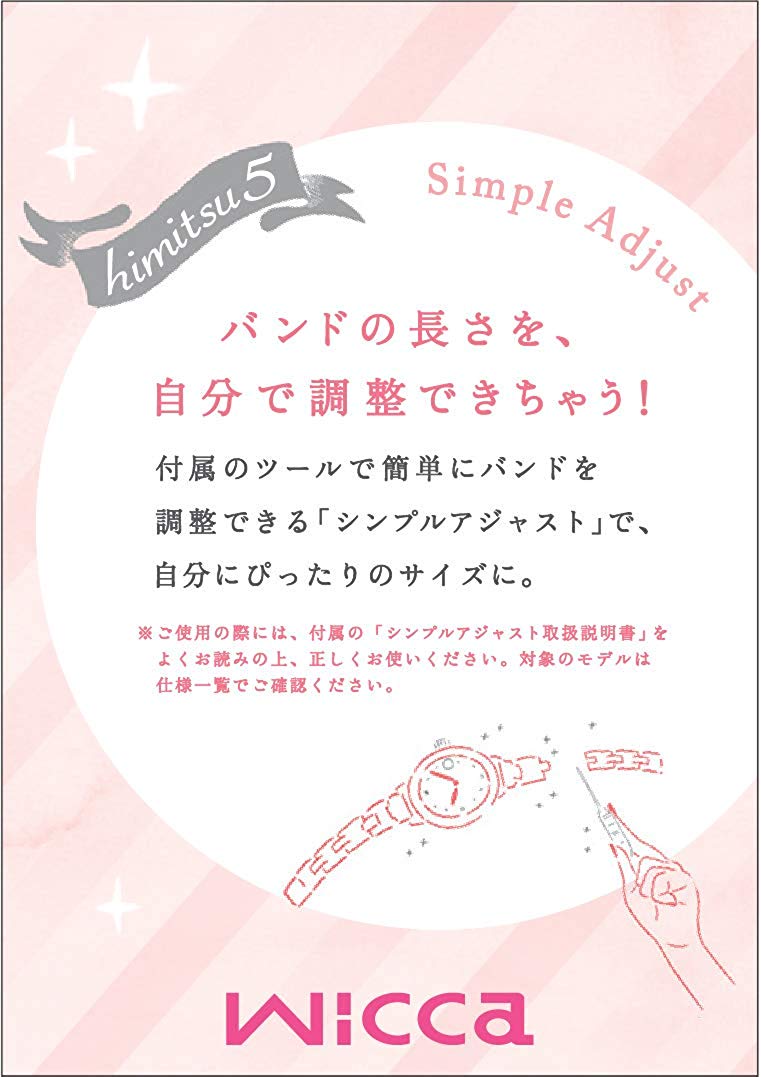 himitsu5
Simple Adjust
バンドの長さを、
自分で調整できちゃう!
付属のツールで簡単にバンドを
調整できる「シンプルアジャスト」で、
自分にぴったりのサイズに。
※ご使用の際には、付属の「シンプルアジャスト取扱説明書」を
よくお読みの上、正しくお使いください。対象のモデルは
仕様一覧でご確認ください。
wicca